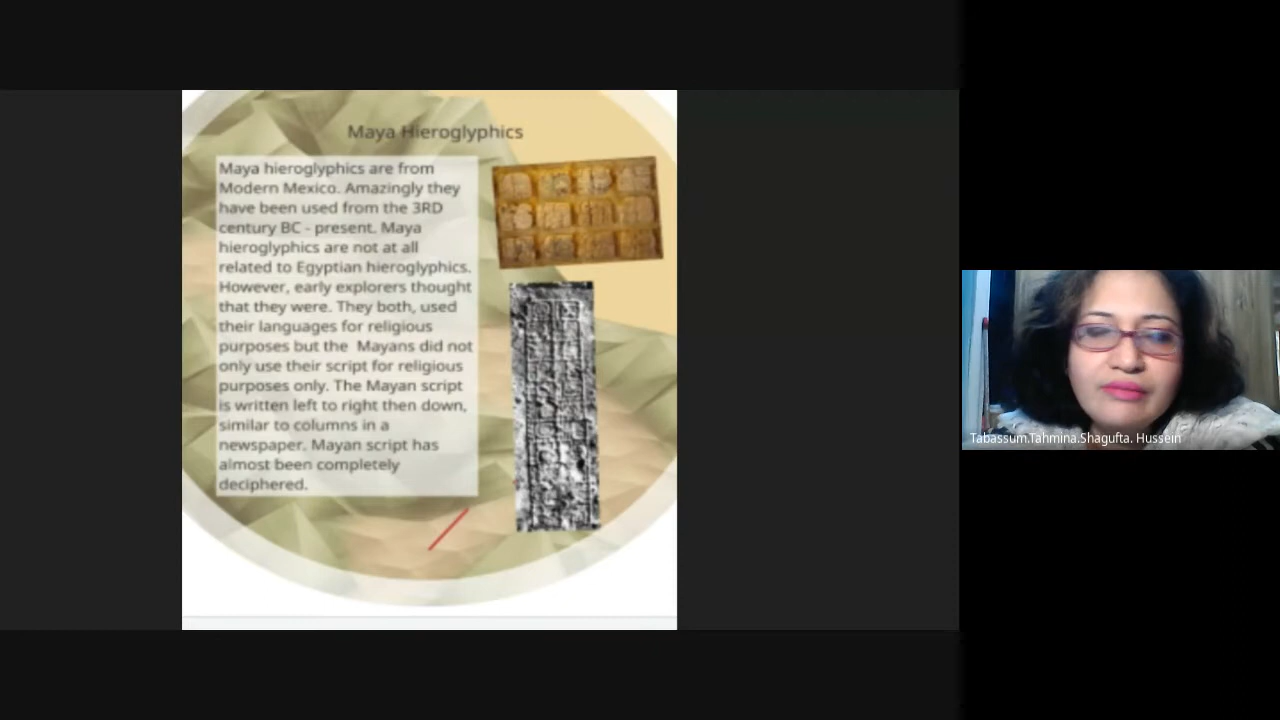 Maya Hieroglyphics
Maya hieroglyphics are from
Modern Mexico. Amazingly they
have been used from the 3RD
century BC - present. Maya
hieroglyphics are not at all
related to Egyptian hieroglyphics.
However, early explorers thought
that they were. They both, used
their languages for religious
purposes but the Mayans did not
only use their script for religious
purposes only. The Mayan script
is written left to right then down,
similar to columns in a
newspaper. Mayan script has
almost been completely
deciphered.
Tabassum.Tahmina.Shagufta. Hussein